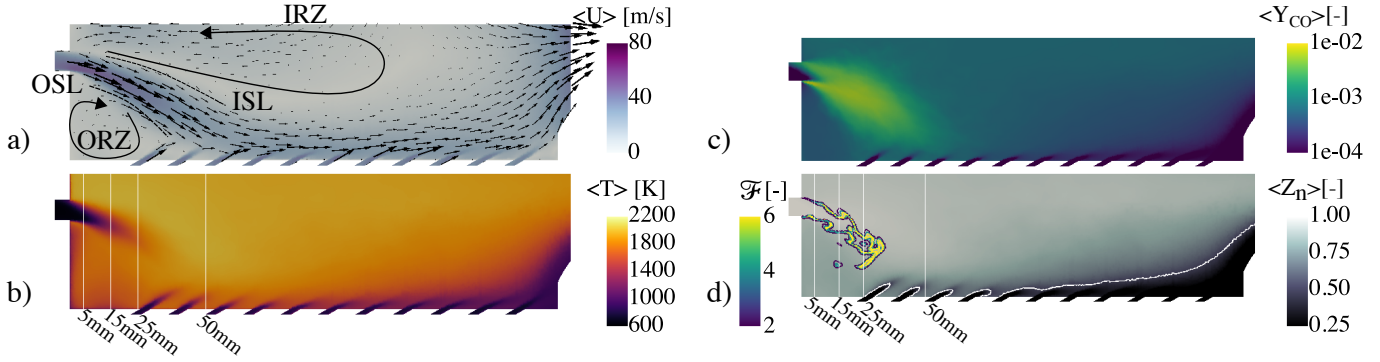 a)
IRZ
OSL
ISL
ORZ
<U> [m/s]
80
40
0
b)
<T> [K]
2200
1800
1400
1000
600
5mm
15mm
25mm
50mm
c)
<Y_CO>[-]
1e-02
1e-03
1e-04
d)
ℱ [-]
6
4
2
5mm
15mm
25mm
50mm
<Z_n>[-]
1.00
0.75
0.50
0.25